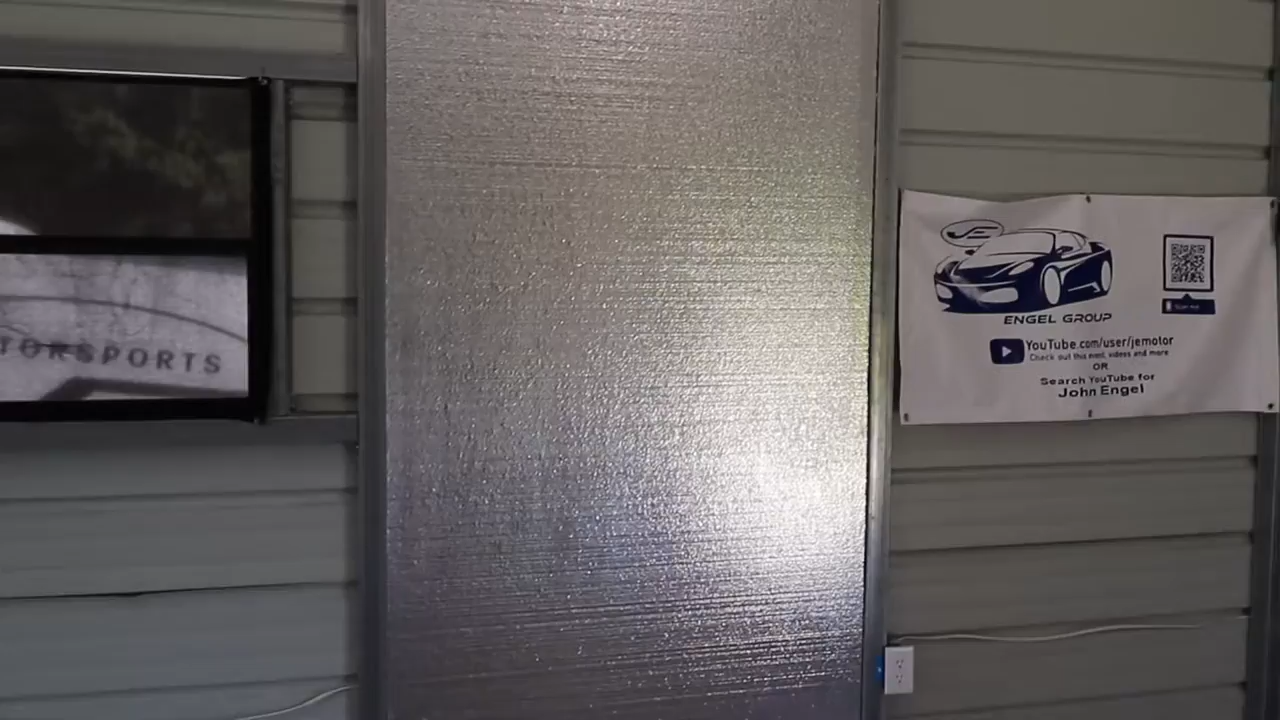 TORSPORTS
JE
ENGEL GROUP
YouTube.com/user/jemotor
Check out this event, videos and more
OR
Search YouTube for
John Engel